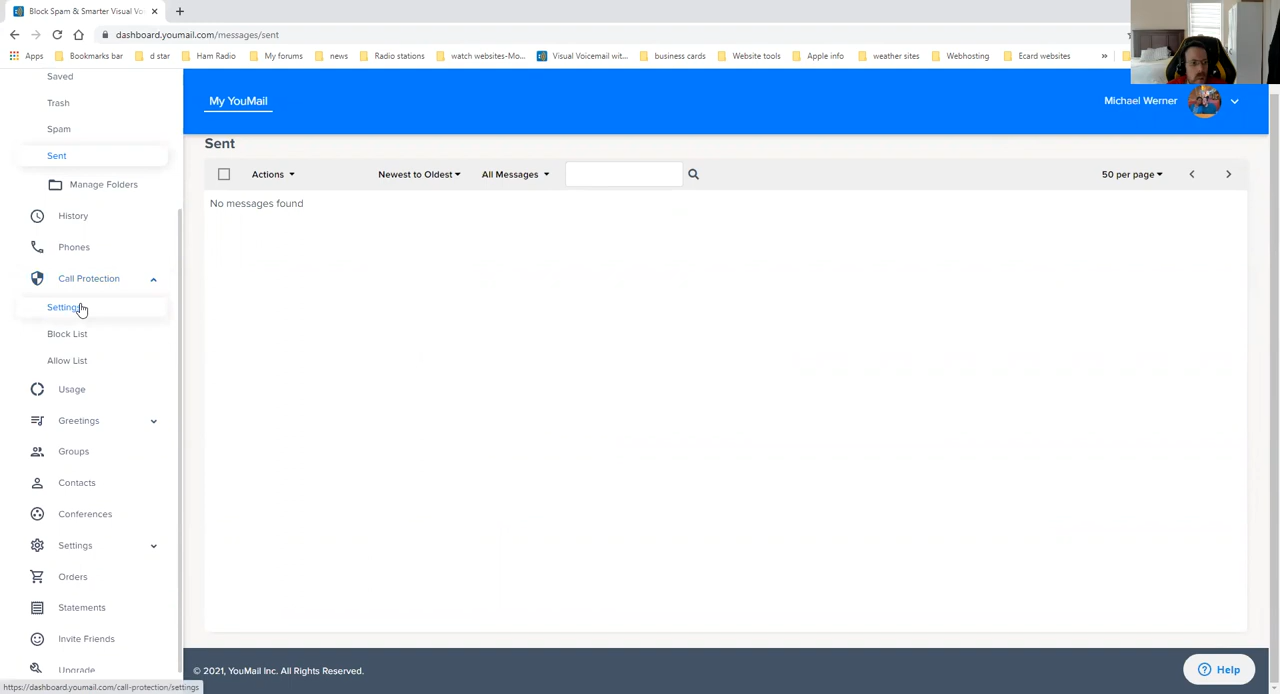 Block Spam & Smarter Visual Vo
dashboard.youmail.com/messages/sent
Apps
Bookmarks bar
d star
Ham Radio
My forums
news
Radio stations
watch websites-Mo...
Visual Voicemail wit...
business cards
Website tools
Apple info
weather sites
Webhosting
Ecard websites
»
Saved
Trash
Spam
Sent
Manage Folders
History
Phones
Call Protection
Settings
Block List
Allow List
Usage
Greetings
Groups
Contacts
Conferences
Settings
Orders
Statements
Invite Friends
Upgrade
https://dashboard.youmail.com/call-protection/settings
My YouMail
Michael Werner
Sent
Actions
Newest to Oldest
All Messages
50 per page
No messages found
© 2021, YouMail Inc. All Rights Reserved.
Help